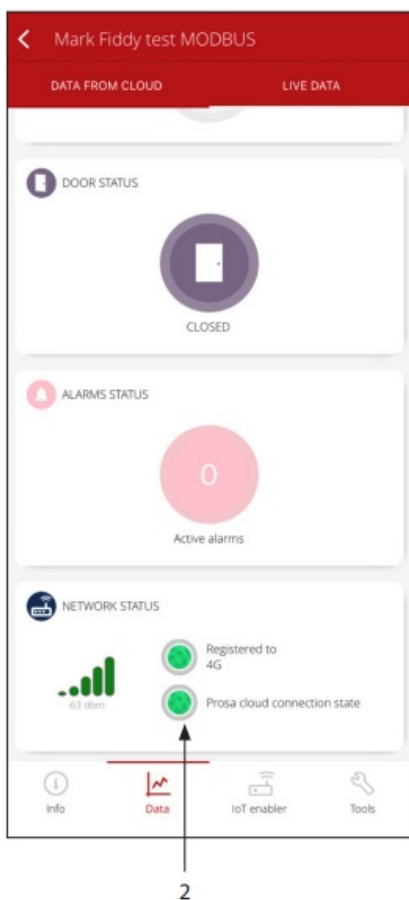 Mark Fiddy test MODBUS
DATA FROM CLOUD LIVE DATA
DOOR STATUS
CLOSED
ALARMS STATUS
0
Active alarms
NETWORK STATUS
Registered to
4G
-63 dbm
Prosa cloud connection state
Info Data IoT enabler Tools
2